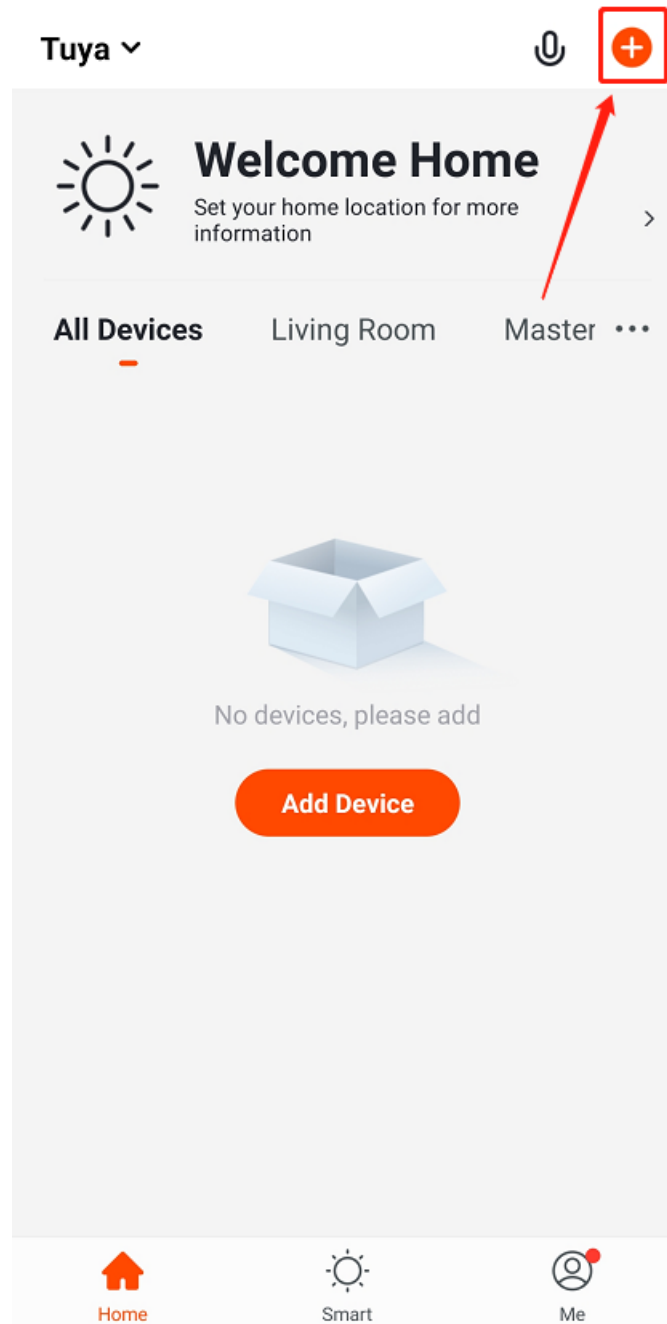 Tuya
Welcome Home
Set your home location for more
information
All Devices Living Room Master
No devices, please add
Add Device
Home Smart Me